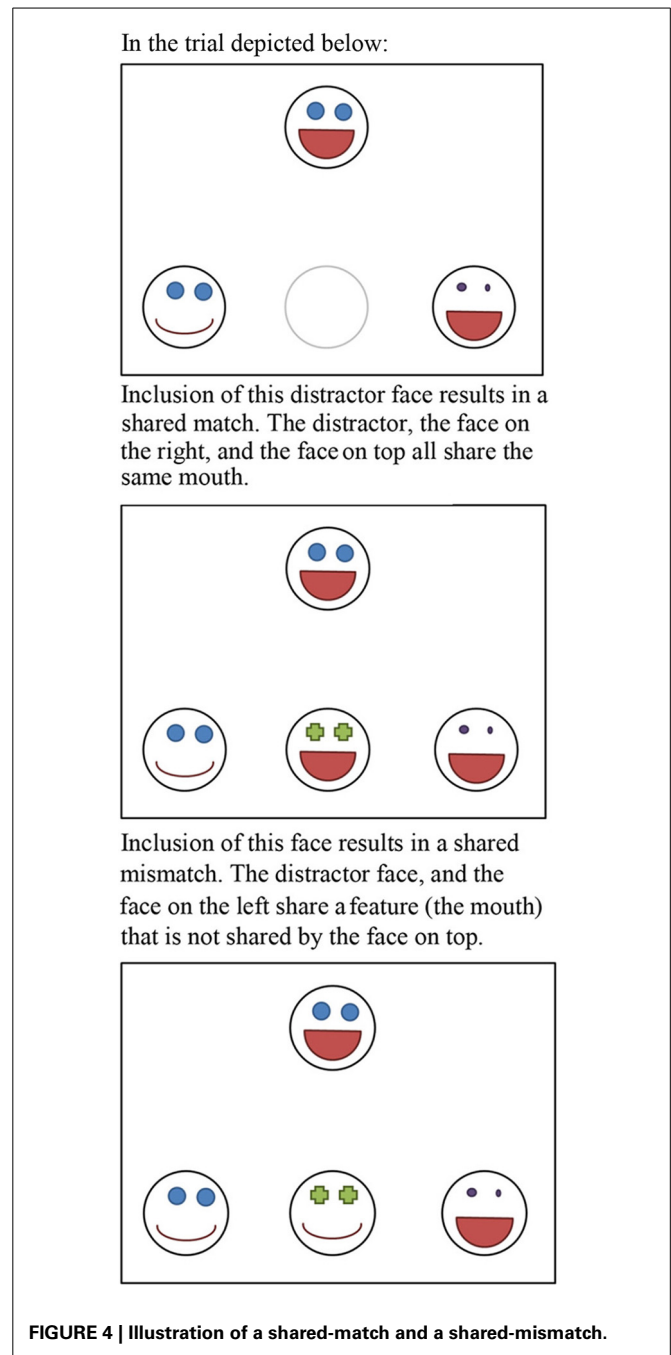 In the trial depicted below:
Inclusion of this distractor face results in a
shared match. The distractor, the face on
the right, and the face on top all share the
same mouth.
Inclusion of this face results in a shared
mismatch. The distractor face, and the
face on the left share a feature (the mouth)
that is not shared by the face on top.
FIGURE 4 | Illustration of a shared-match and a shared-mismatch.